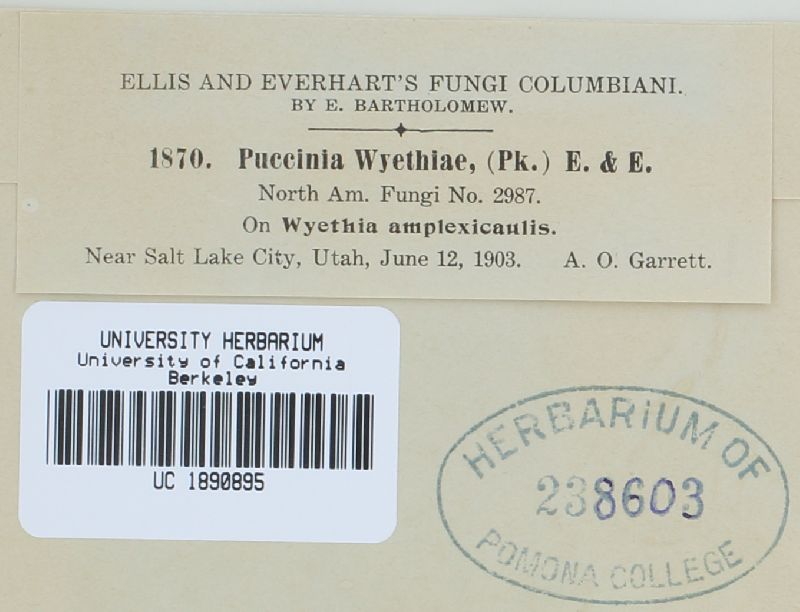 ELLIS AND EVERHART'S FUNGI COLUMBIANI.
BY E. BARTHOLOMEW.
1870. Puccinia Wyethiae, (Pk.) E. & E.
North Am. Fungi No. 2987.
On Wyethia amplexicaulis.
Near Salt Lake City, Utah, June 12, 1903. A. O. Garrett.
UNIVERSITY HERBARIUM
University of California
Berkeley
UC 1890895
HERBARIUM OF
238603
POMONA COLLEGE